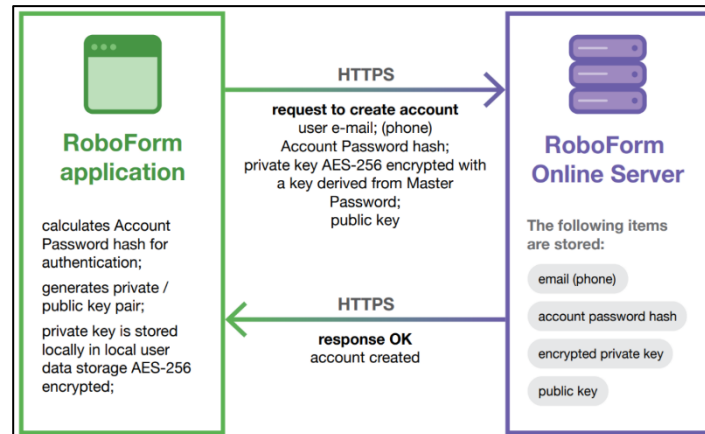 RoboForm
application
calculates Account
Password hash for
authentication;
generates private /
public key pair;
private key is stored
locally in local user
data storage AES-256
encrypted;
HTTPS
request to create account
user e-mail; (phone)
Account Password hash;
private key AES-256 encrypted with
a key derived from Master
Password;
public key
HTTPS
response OK
account created
RoboForm
Online Server
The following items
are stored:
email (phone)
account password hash
encrypted private key
public key